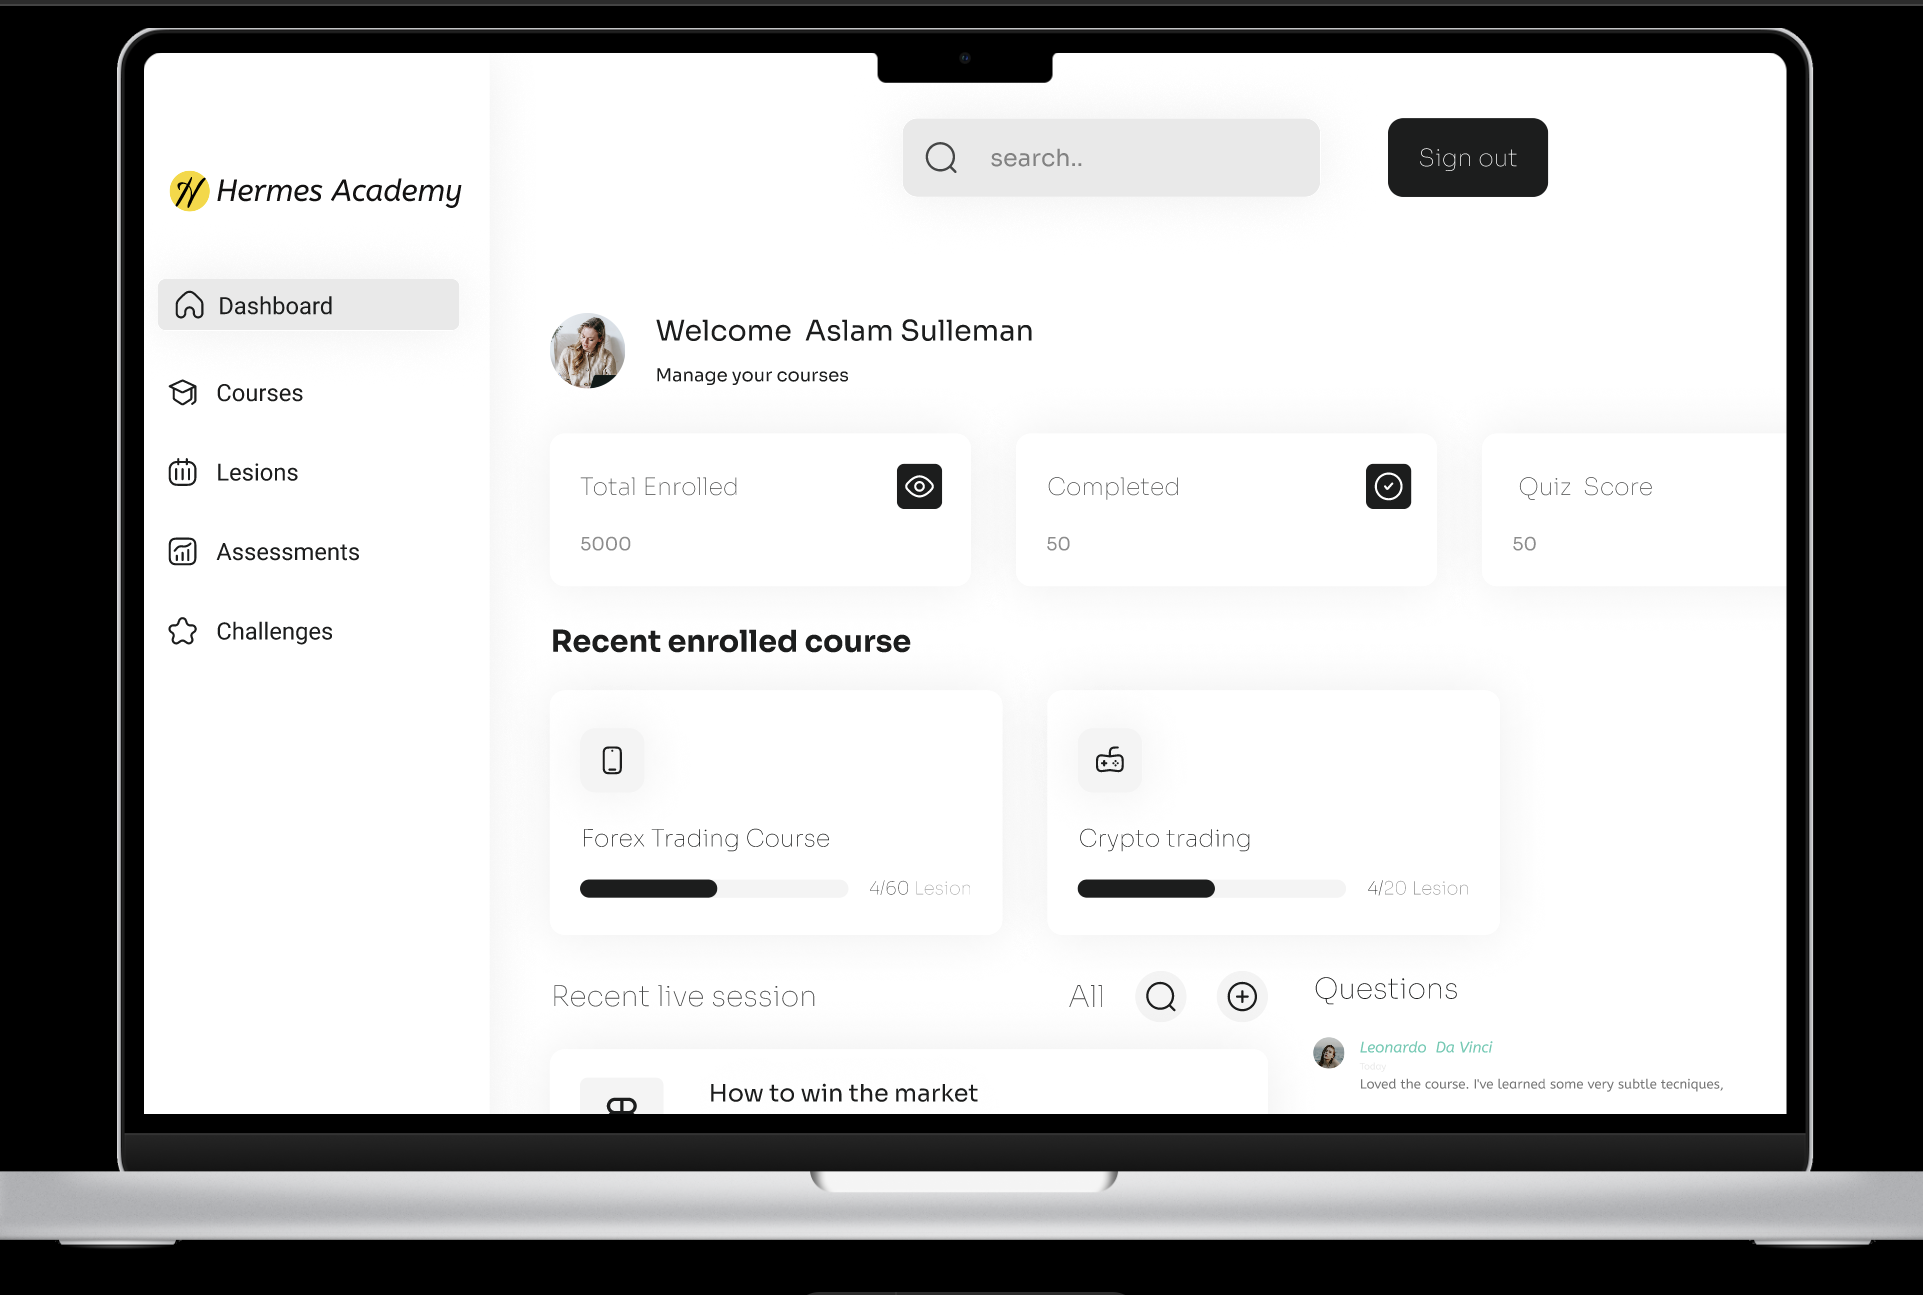 Hermes Academy
search..
Sign out
Dashboard
Courses
Lesions
Assessments
Challenges
Welcome  Aslam Sulleman
Manage your courses
Total Enrolled
5000
Completed
50
Quiz  Score
50
Recent enrolled course
Forex Trading Course
4/60 Lesion
Crypto trading
4/20 Lesion
Recent live session
All
How to win the market
Questions
Leonardo  Da Vinci
Today
Loved the course. I've learned some very subtle tecniques,